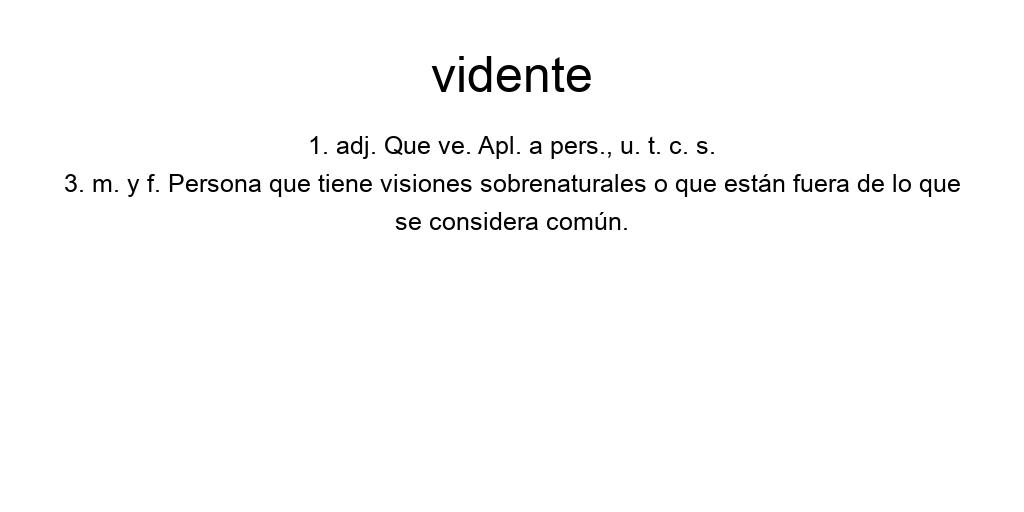 vidente
1. adj. Que ve. Apl. a pers., u. t. c. s.
3. m. y f. Persona que tiene visiones sobrenaturales o que están fuera de lo que
se considera común.